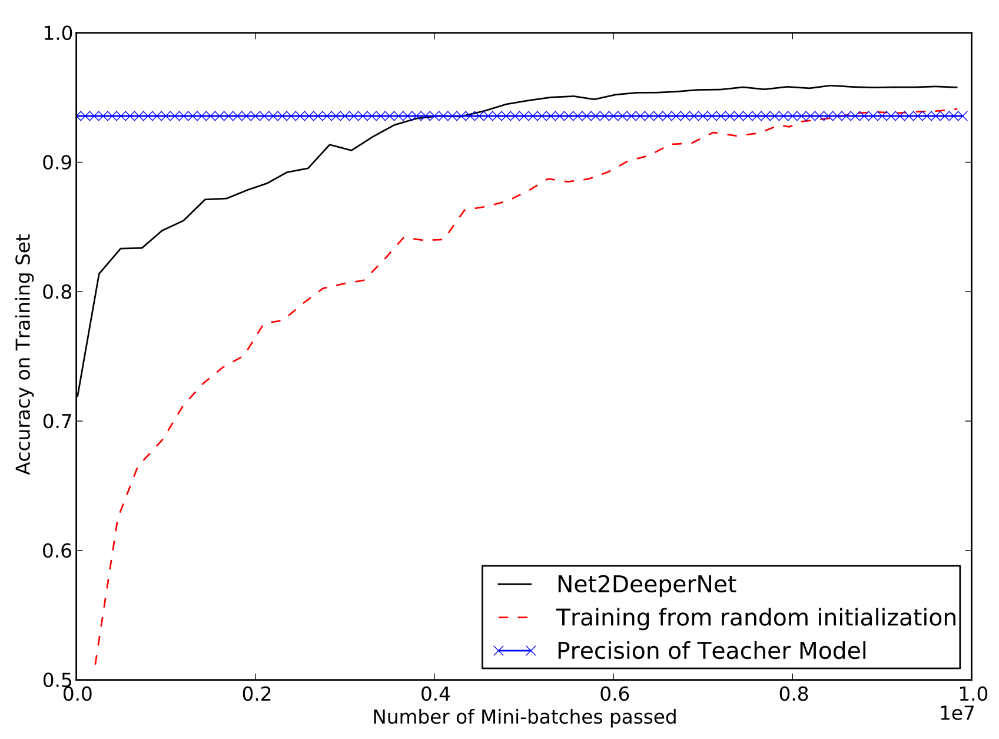 1.0
0.9
0.8
0.7
0.6
0.5
Accuracy on Training Set
Net2DeeperNet
Training from random initialization
Precision of Teacher Model
0.0 0.2 0.4 0.6 0.8 1.0
1e7
Number of Mini-batches passed